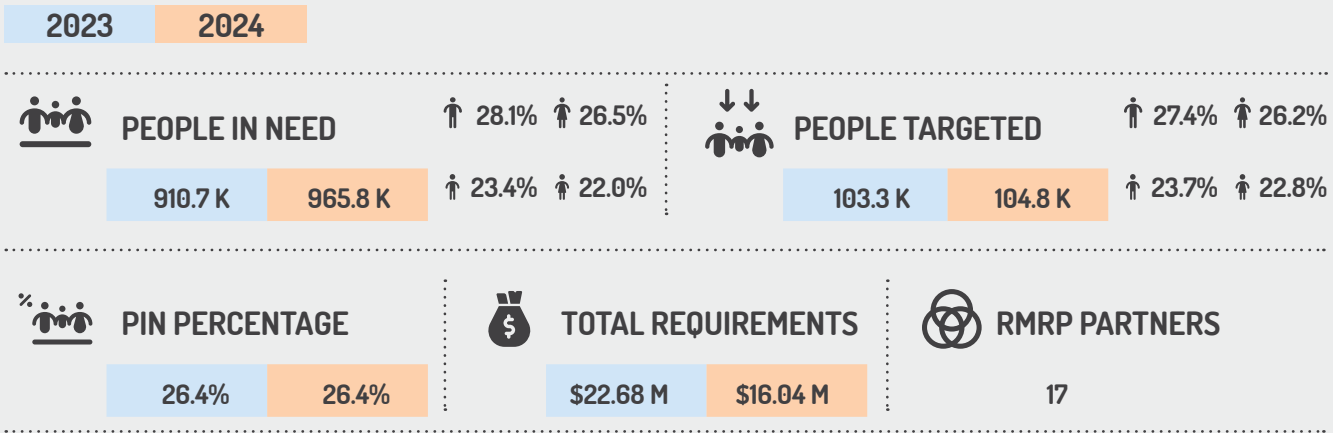 2023 2024
PEOPLE IN NEED
28.1% 26.5%
910.7 K 965.8 K
23.4% 22.0%
PEOPLE TARGETED
27.4% 26.2%
103.3 K 104.8 K
23.7% 22.8%
%
PIN PERCENTAGE
26.4% 26.4%
$
TOTAL REQUIREMENTS
$22.68 M $16.04 M
RMRP PARTNERS
17